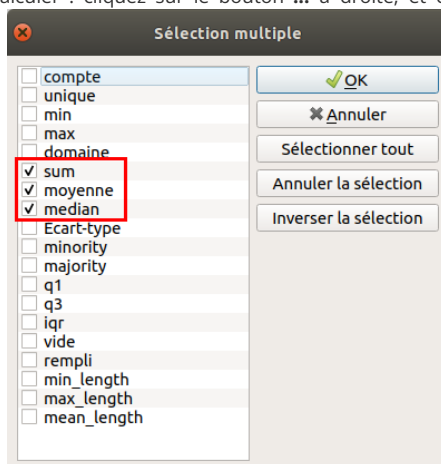 calculer : cliquez sur le bouton ... à droite, et c
Sélection multiple
compte
unique
min
max
domaine
sum
moyenne
median
Ecart-type
minority
majority
q1
q3
iqr
vide
rempli
min_length
max_length
mean_length
OK
Annuler
Sélectionner tout
Annuler la sélection
Inverser la sélection